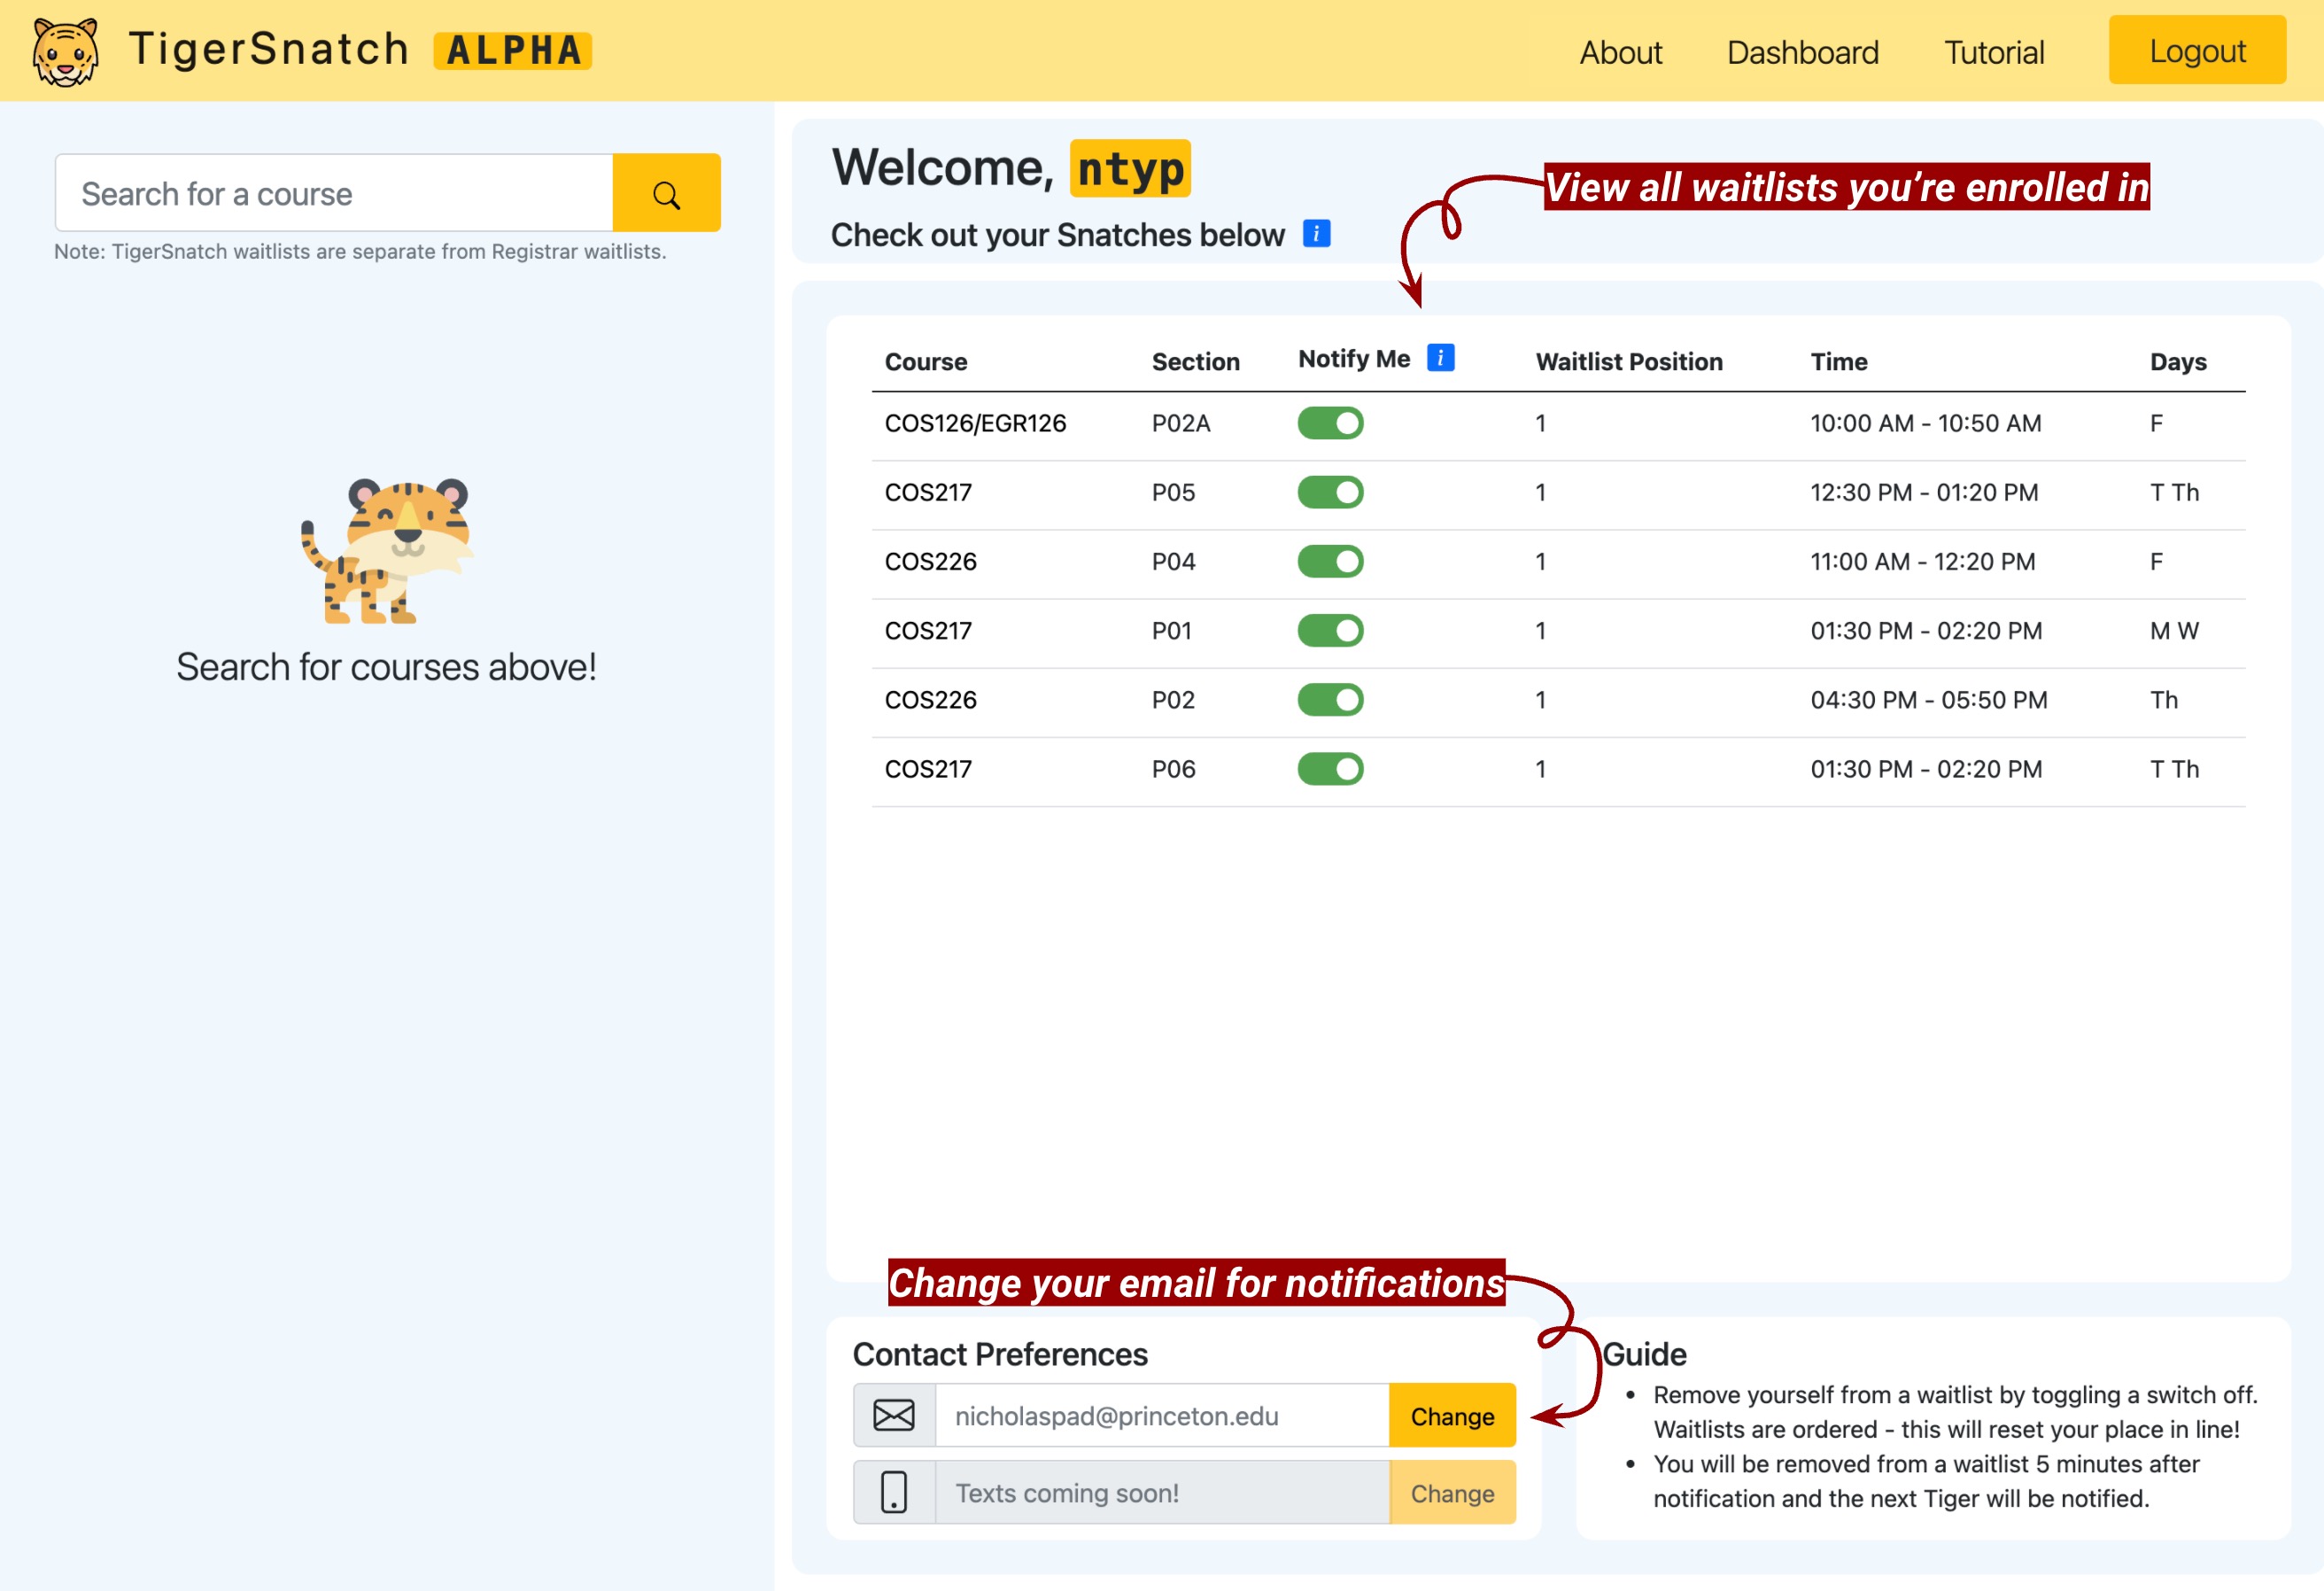 TigerSnatch ALPHA
About Dashboard Tutorial Logout
Search for a course
Note: TigerSnatch waitlists are separate from Registrar waitlists.
Search for courses above!
Welcome, ntyp
View all waitlists you’re enrolled in
Check out your Snatches below i
Course Section Notify Me i Waitlist Position Time Days
COS126/EGR126 P02A 1 10:00 AM - 10:50 AM F
COS217 P05 1 12:30 PM - 01:20 PM T Th
COS226 P04 1 11:00 AM - 12:20 PM F
COS217 P01 1 01:30 PM - 02:20 PM M W
COS226 P02 1 04:30 PM - 05:50 PM Th
COS217 P06 1 01:30 PM - 02:20 PM T Th
Change your email for notifications
Contact Preferences
nicholaspad@princeton.edu Change
Texts coming soon! Change
Guide
• Remove yourself from a waitlist by toggling a switch off.
Waitlists are ordered - this will reset your place in line!
• You will be removed from a waitlist 5 minutes after
notification and the next Tiger will be notified.